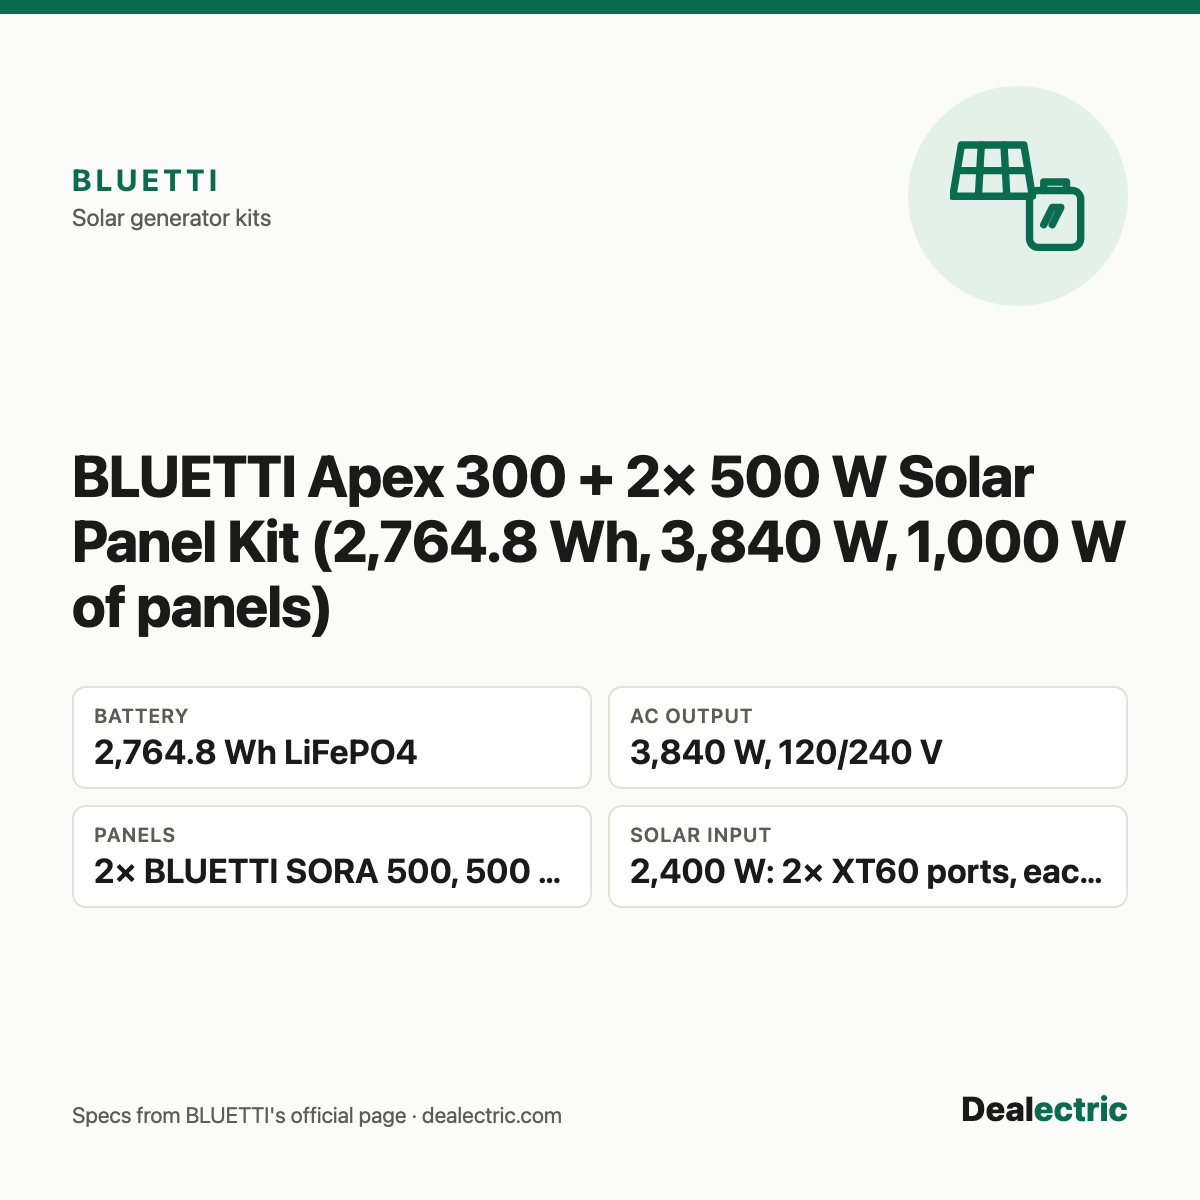 BLUETTI
Solar generator kits
BLUETTI Apex 300 + 2× 500 W Solar
Panel Kit (2,764.8 Wh, 3,840 W, 1,000 W
of panels)
BATTERY
2,764.8 Wh LiFePO4
AC OUTPUT
3,840 W, 120/240 V
PANELS
2× BLUETTI SORA 500, 500 ...
SOLAR INPUT
2,400 W: 2× XT60 ports, eac...
Specs from BLUETTI's official page · dealectric.com
Dealectric